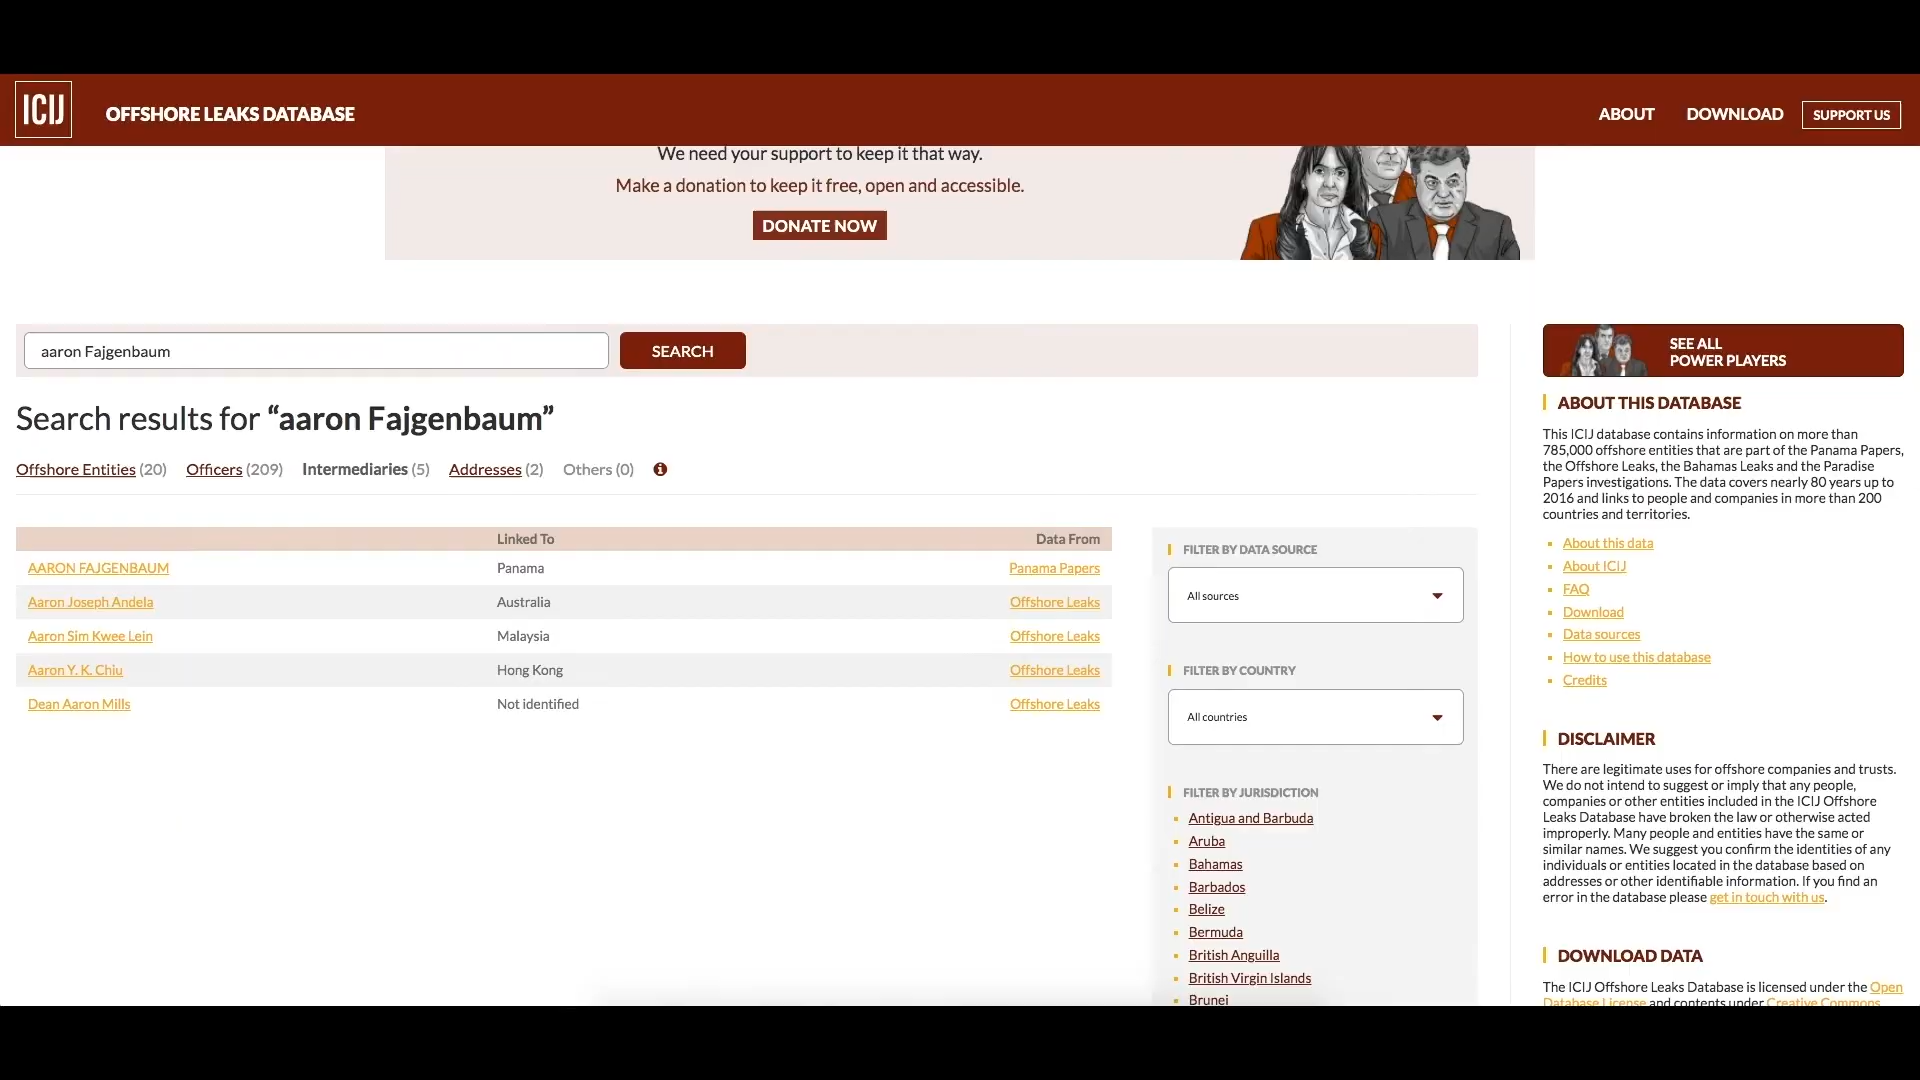 ICIJ
OFFSHORE LEAKS DATABASE
ABOUT
DOWNLOAD
SUPPORT US
We need your support to keep it that way.
Make a donation to keep it free, open and accessible.
DONATE NOW
aaron Fajgenbaum
SEARCH
Search results for “aaron Fajgenbaum”
Offshore Entities (20) Officers (209) Intermediaries (5) Addresses (2) Others (0)
Linked To Data From
AARON FAJGENBAUM Panama Panama Papers
Aaron Joseph Andela Australia Offshore Leaks
Aaron Sim Kwee Lein Malaysia Offshore Leaks
Aaron Y. K. Chiu Hong Kong Offshore Leaks
Dean Aaron Mills Not identified Offshore Leaks
FILTER BY DATA SOURCE
All sources
FILTER BY COUNTRY
All countries
FILTER BY JURISDICTION
Antigua and Barbuda
Aruba
Bahamas
Barbados
Belize
Bermuda
British Anguilla
British Virgin Islands
Brunei
SEE ALL
POWER PLAYERS
ABOUT THIS DATABASE
This ICIJ database contains information on more than
785,000 offshore entities that are part of the Panama Papers,
the Offshore Leaks, the Bahamas Leaks and the Paradise
Papers investigations. The data covers nearly 80 years up to
2016 and links to people and companies in more than 200
countries and territories.
About this data
About ICIJ
FAQ
Download
Data sources
How to use this database
Credits
DISCLAIMER
There are legitimate uses for offshore companies and trusts.
We do not intend to suggest or imply that any people,
companies or other entities included in the ICIJ Offshore
Leaks Database have broken the law or otherwise acted
improperly. Many people and entities have the same or
similar names. We suggest you confirm the identities of any
individuals or entities located in the database based on
addresses or other identifiable information. If you find an
error in the database please get in touch with us.
DOWNLOAD DATA
The ICIJ Offshore Leaks Database is licensed under the Open
Database License and contents under Creative Commons